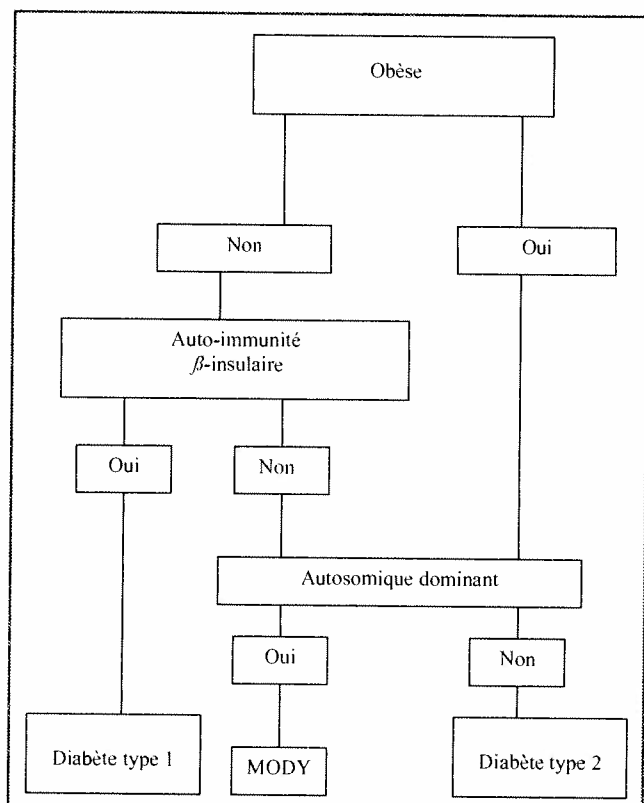 Obèse
Non
Oui
Auto-immunité
β-insulaire
Oui
Non
Autosomique dominant
Oui
Non
Diabète type 1
MODY
Diabète type 2